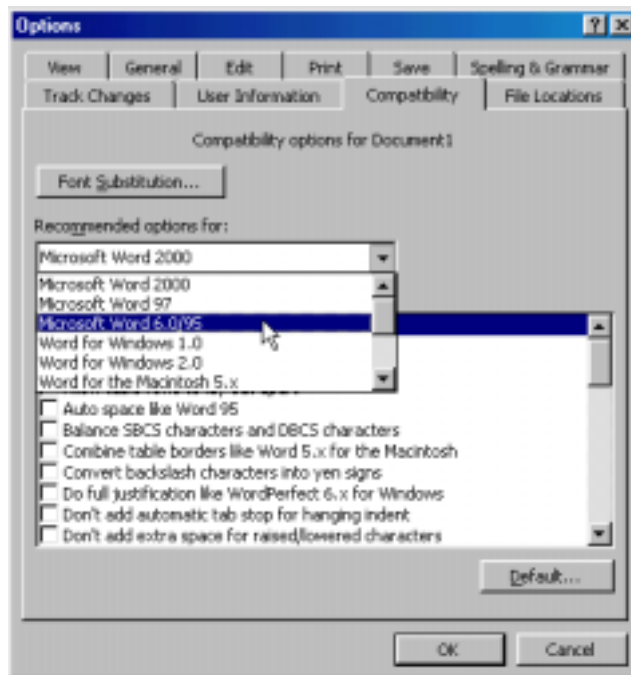 Options
View General Edit Print Save Spelling & Grammar
Track Changes User Information Compatibility File Locations
Compatibility options for Document1
Font Substitution...
Recommended options for:
Microsoft Word 2000
Microsoft Word 2000
Microsoft Word 97
Microsoft Word 6.0/95
Word for Windows 1.0
Word for Windows 2.0
Word for the Macintosh 5.x
Auto space like Word 95
Balance SBCS characters and DBCS characters
Combine table borders like Word 5.x for the Macintosh
Convert backslash characters into yen signs
Do full justification like WordPerfect 6.x for Windows
Don't add automatic tab stop for hanging indent
Don't add extra space for raised/lowered characters
Default...
OK Cancel